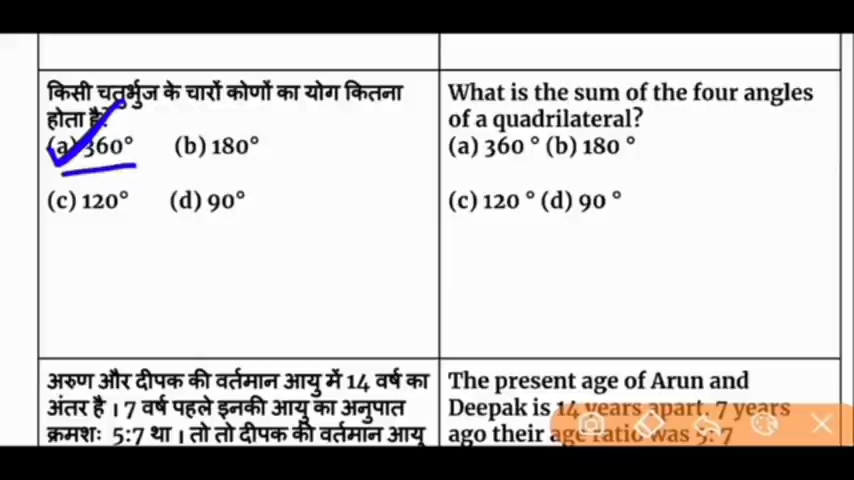 किसी चतुर्भुज के चारों कोणों का योग कितना
होता है?
(a) 360° (b) 180°
(c) 120° (d) 90°
What is the sum of the four angles
of a quadrilateral?
(a) 360 ° (b) 180 °
(c) 120 ° (d) 90 °
अरुण और दीपक की वर्तमान आयु में 14 वर्ष का
अंतर है । 7 वर्ष पहले इनकी आयु का अनुपात
क्रमशः 5:7 था । तो तो दीपक की वर्तमान आयु
The present age of Arun and
Deepak is 14 years apart. 7 years
ago their age ratio was 5: 7